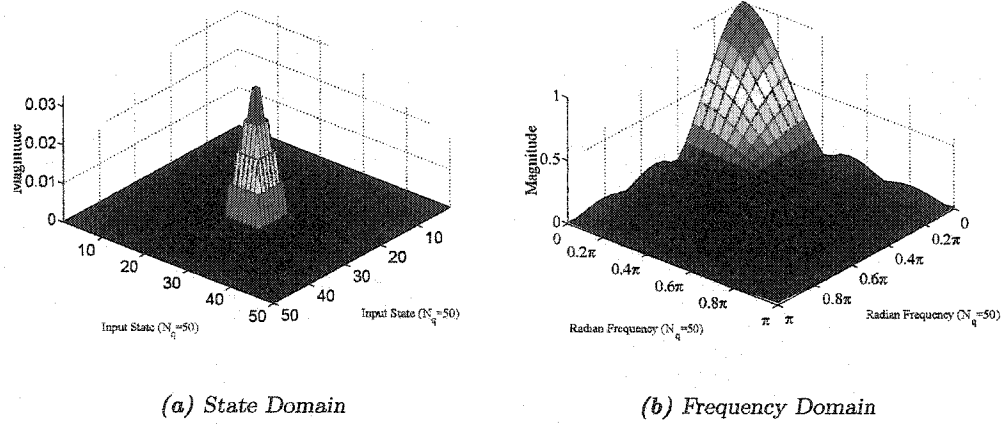 0.03
0.02
0.01
0
Magnitude
10
20
30
40
50
50
40
30
20
10
Input State (N_q=50)
Input State (N_q=50)
1
0.5
0
Magnitude
0
0.2π
0.4π
0.6π
0.8π
π
π
0.8π
0.6π
0.4π
0.2π
0
Radian Frequency (N_q=50)
Radian Frequency (N_q=50)
(a) State Domain
(b) Frequency Domain